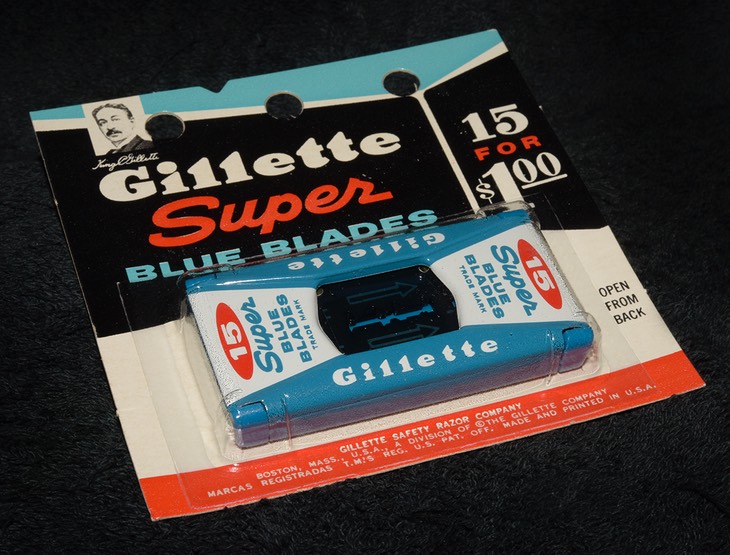 King C Gillette
Gillette
Super
BLUE BLADES
15
FOR
$1.00
OPEN
FROM
BACK
Gillette
15
Super
BLUE
BLADES
TRADE MARK
Super
BLUE
BLADES
TRADE MARK
15
Gillette
GILLETTE SAFETY RAZOR COMPANY
BOSTON, MASS., U.S.A., A DIVISION OF ©THE GILLETTE COMPANY
MARCAS REGISTRADAS T.M.'S REG. U.S. PAT. OFF. MADE AND PRINTED IN U.S.A.